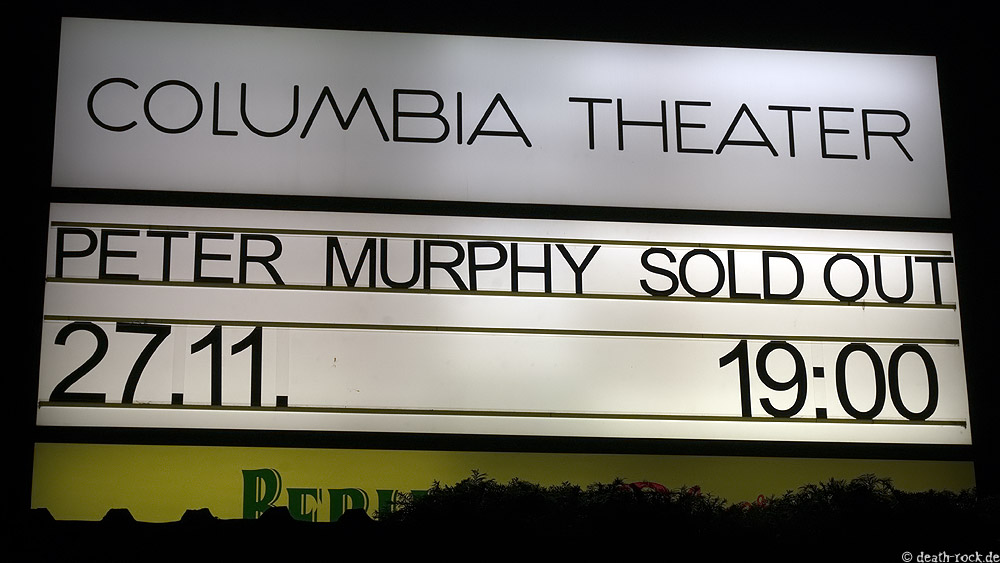 COLUMBIA THEATER
PETER MURPHY SOLD OUT
27.11. 19:00
© death-rock.de